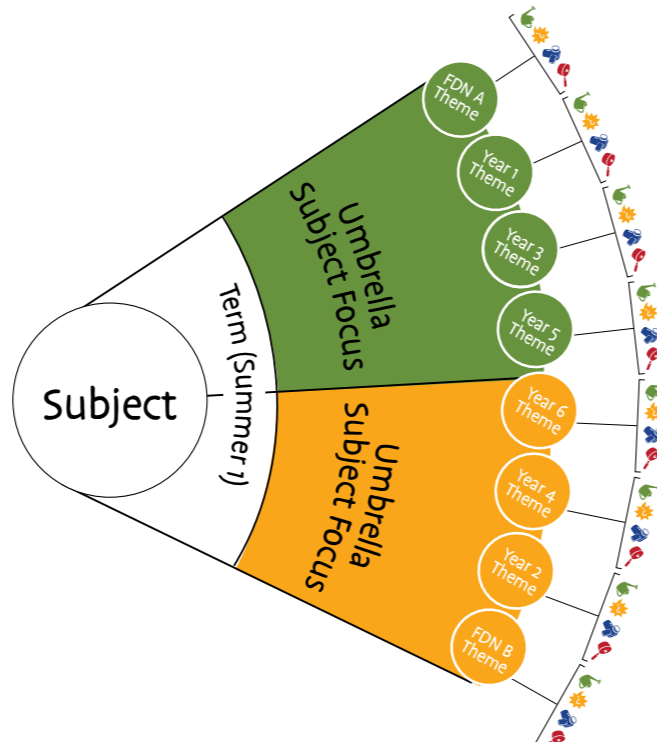 FDN A
Theme
Year 1
Theme
Year 3
Theme
Year 5
Theme
Umbrella
Subject Focus
Term (Summer 1)
Subject
Year 6
Theme
Umbrella
Subject Focus
Year 4
Theme
Year 2
Theme
FDN B
Theme